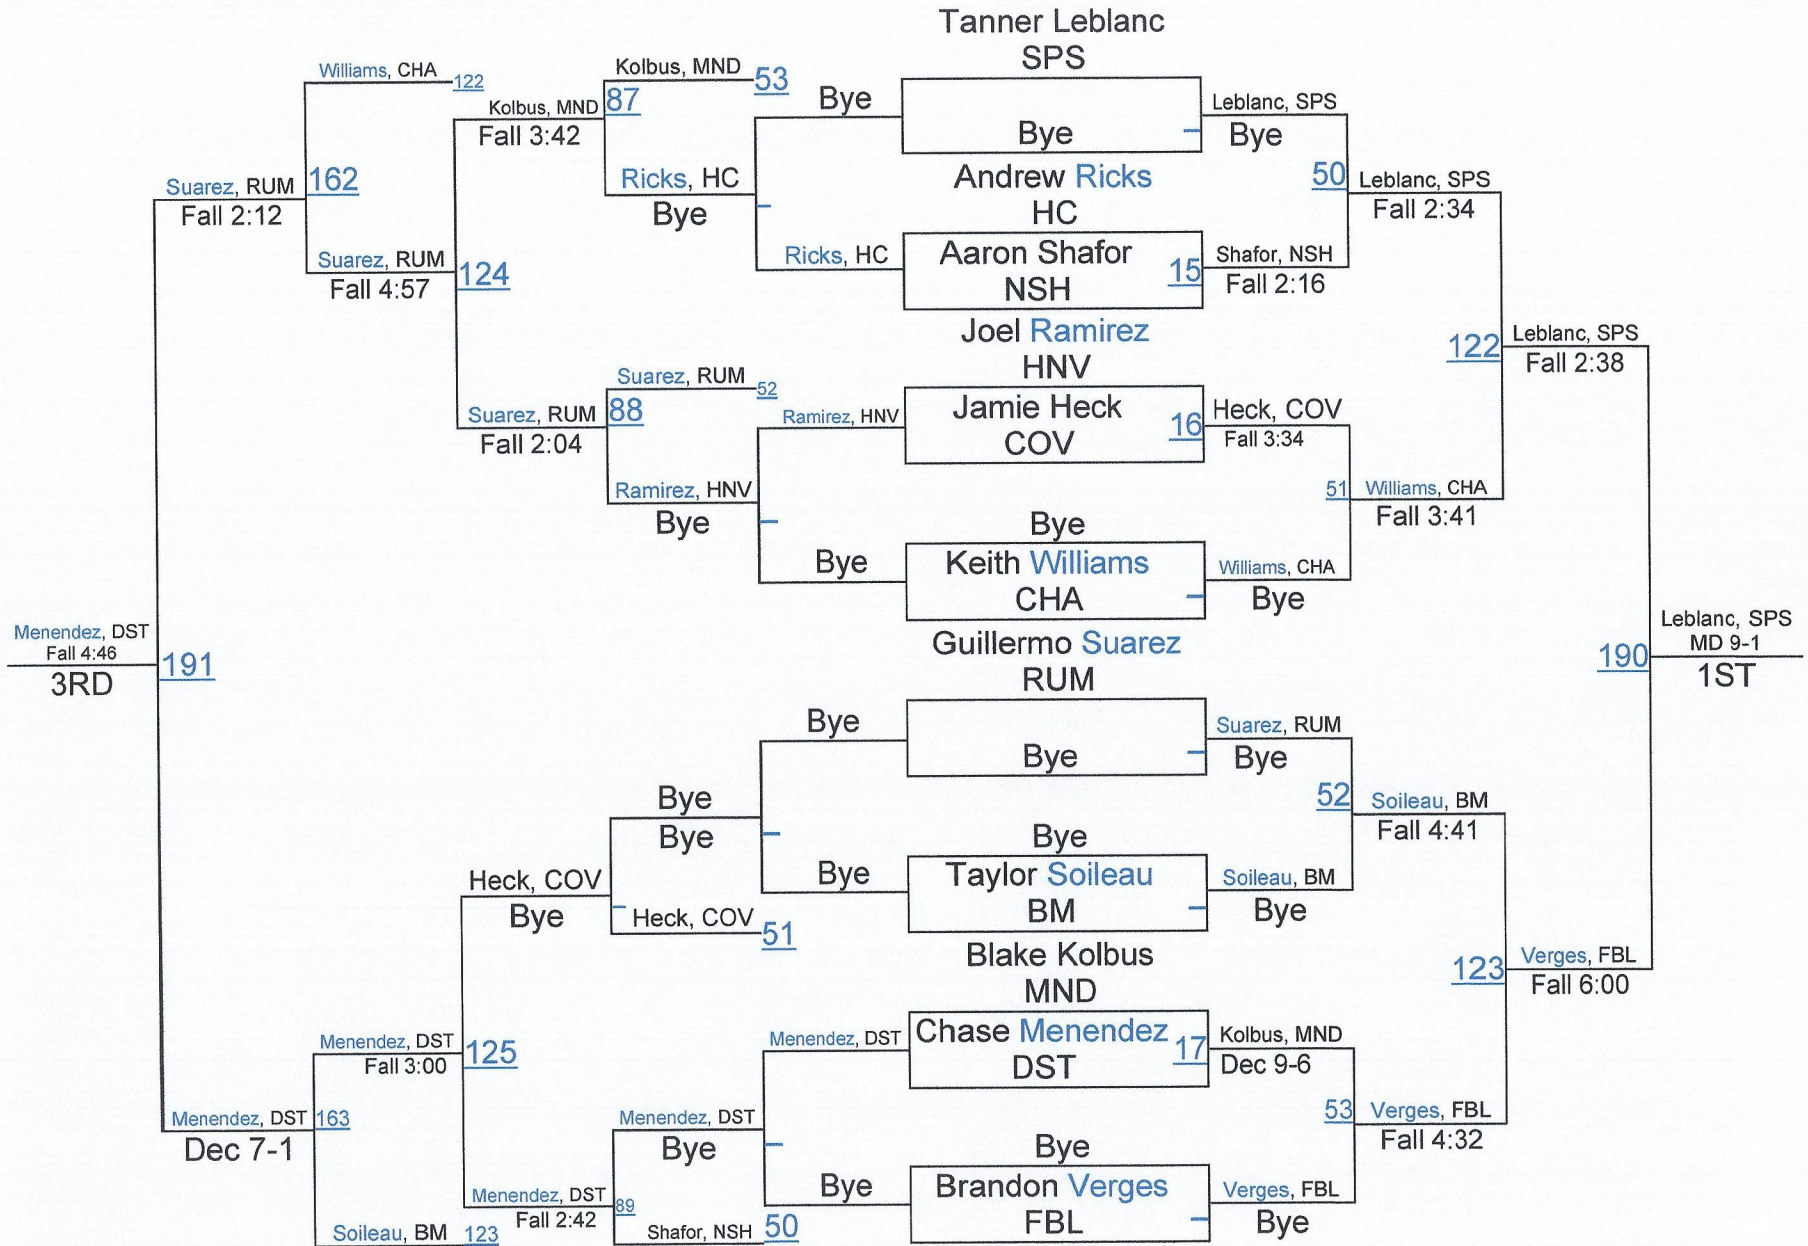 Tanner Leblanc
SPS
Williams, CHA
122
Kolbus, MND
53
Kolbus, MND
87
Fall 3:42
Bye
Bye
Leblanc, SPS
Bye
Suarez, RUM
162
Fall 2:12
Ricks, HC
Bye
Andrew Ricks
HC
50
Leblanc, SPS
Fall 2:34
Suarez, RUM
Fall 4:57
124
Ricks, HC
Aaron Shafor
NSH
15
Shafor, NSH
Fall 2:16
Joel Ramirez
HNV
122
Leblanc, SPS
Fall 2:38
Suarez, RUM
52
Suarez, RUM
88
Fall 2:04
Ramirez, HNV
Jamie Heck
COV
16
Heck, COV
Fall 3:34
Ramirez, HNV
Bye
51
Williams, CHA
Fall 3:41
Bye
Bye
Keith Williams
CHA
Williams, CHA
Bye
Menendez, DST
Fall 4:46
3RD
191
Guillermo Suarez
RUM
190
Leblanc, SPS
MD 9-1
1ST
Bye
Bye
Suarez, RUM
Bye
Bye
Bye
52
Soileau, BM
Fall 4:41
Heck, COV
Bye
Bye
Bye
Taylor Soileau
BM
Soileau, BM
Bye
Heck, COV
51
Blake Kolbus
MND
123
Verges, FBL
Fall 6:00
Menendez, DST
Fall 3:00
125
Menendez, DST
Chase Menendez
DST
17
Kolbus, MND
Dec 9-6
Menendez, DST
163
Dec 7-1
Menendez, DST
Bye
53
Verges, FBL
Fall 4:32
Menendez, DST
89
Fall 2:42
Bye
Bye
Brandon Verges
FBL
Verges, FBL
Bye
Soileau, BM
123
Shafor, NSH
50